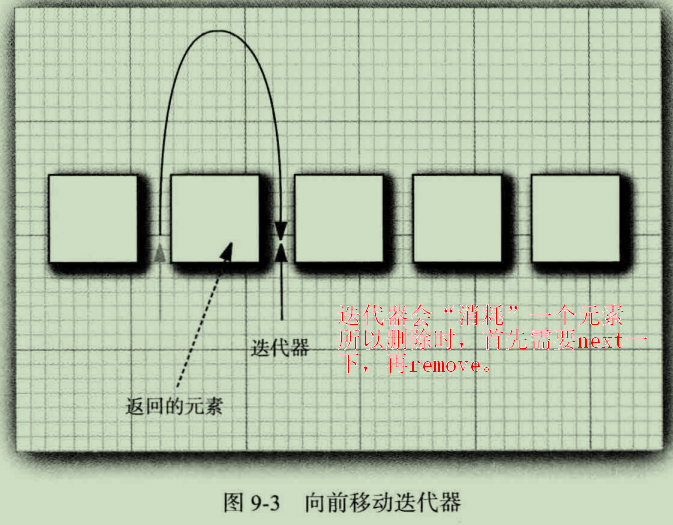 迭代器会“消耗”一个元素
所以删除时，首先需要next一
下，再remove。
迭代器
返回的元素
图 9-3 向前移动迭代器